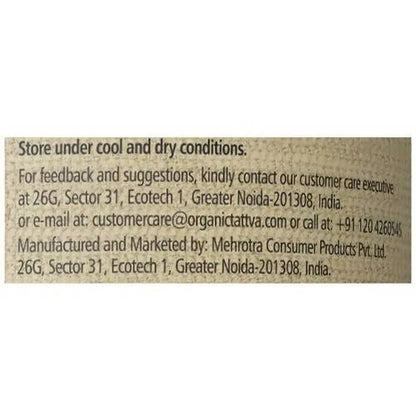 Store under cool and dry conditions.
For feedback and suggestions, kindly contact our customer care executive
at 26G, Sector 31, Ecotech 1, Greater Noida-201308, India.
or e-mail at: customercare@organictattva.com or call at: +91 120 4260545
Manufactured and Marketed by: Mehrotra Consumer Products Pvt. Ltd.
26G, Sector 31, Ecotech 1, Greater Noida-201308, India.